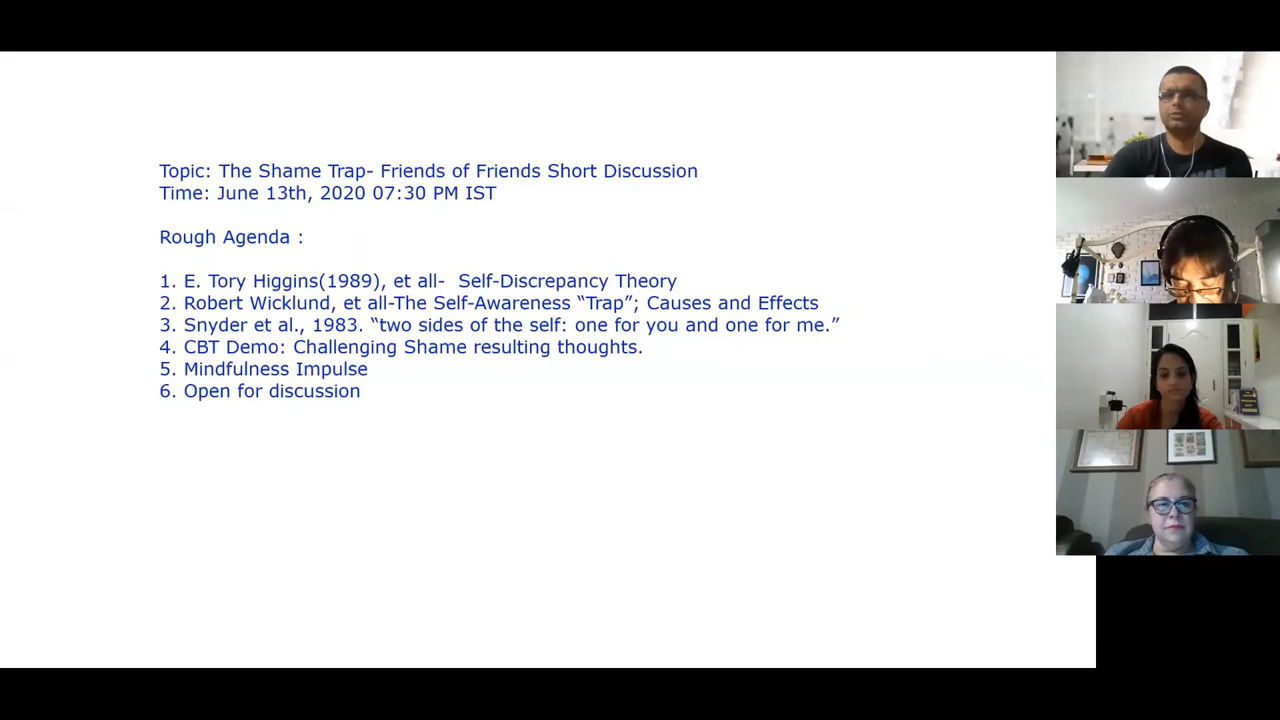 Topic: The Shame Trap- Friends of Friends Short Discussion
Time: June 13th, 2020 07:30 PM IST
Rough Agenda :
1. E. Tory Higgins(1989), et all-  Self-Discrepancy Theory
2. Robert Wicklund, et all-The Self-Awareness “Trap”; Causes and Effects
3. Snyder et al., 1983. “two sides of the self: one for you and one for me.”
4. CBT Demo: Challenging Shame resulting thoughts.
5. Mindfulness Impulse
6. Open for discussion